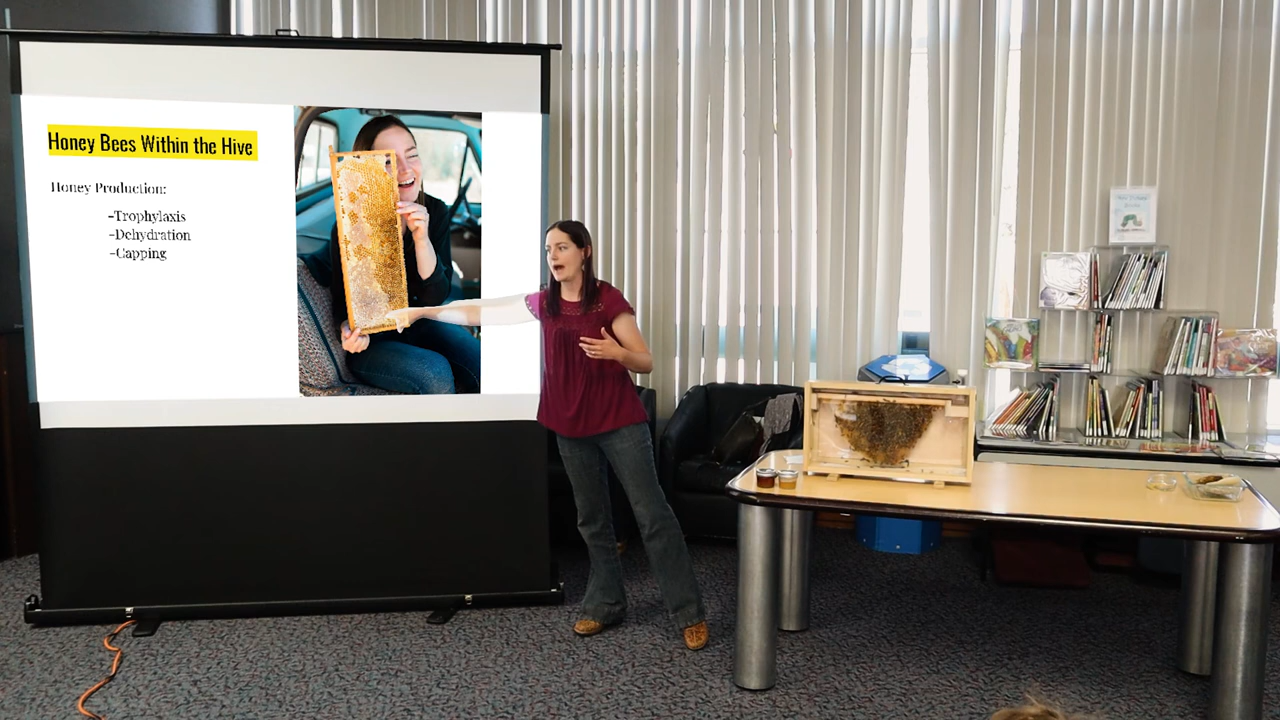 Honey Bees Within the Hive
Honey Production:
-Trophylaxis
-Dehydration
-Capping